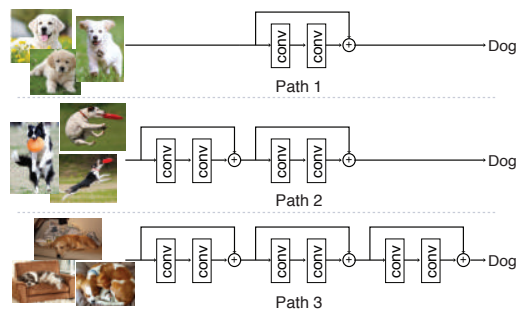 conv conv Dog
Path 1
conv conv conv conv Dog
Path 2
conv conv conv conv conv conv Dog
Path 3